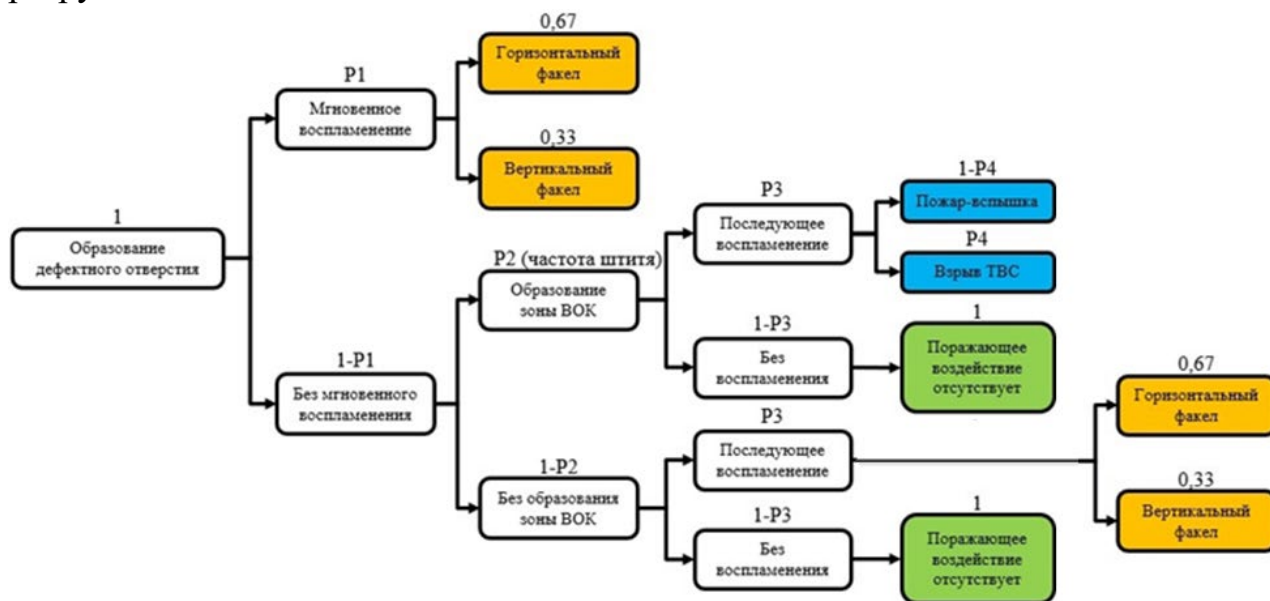 1
Образование
дефектного отверстия
P1
Мгновенное
воспламенение
0,67
Горизонтальный
факел
0,33
Вертикальный
факел
1-P1
Без мгновенного
воспламенения
P2 (частота штитя)
Образование
зоны ВОК
P3
Последующее
воспламенение
1-P4
Пожар-вспышка
P4
Взрыв ТВС
1-P3
Без
воспламенения
1
Поражающее
воздействие
отсутствует
1-P2
Без образования
зоны ВОК
P3
Последующее
воспламенение
0,67
Горизонтальный
факел
0,33
Вертикальный
факел
1-P3
Без
воспламенения
1
Поражающее
воздействие
отсутствует